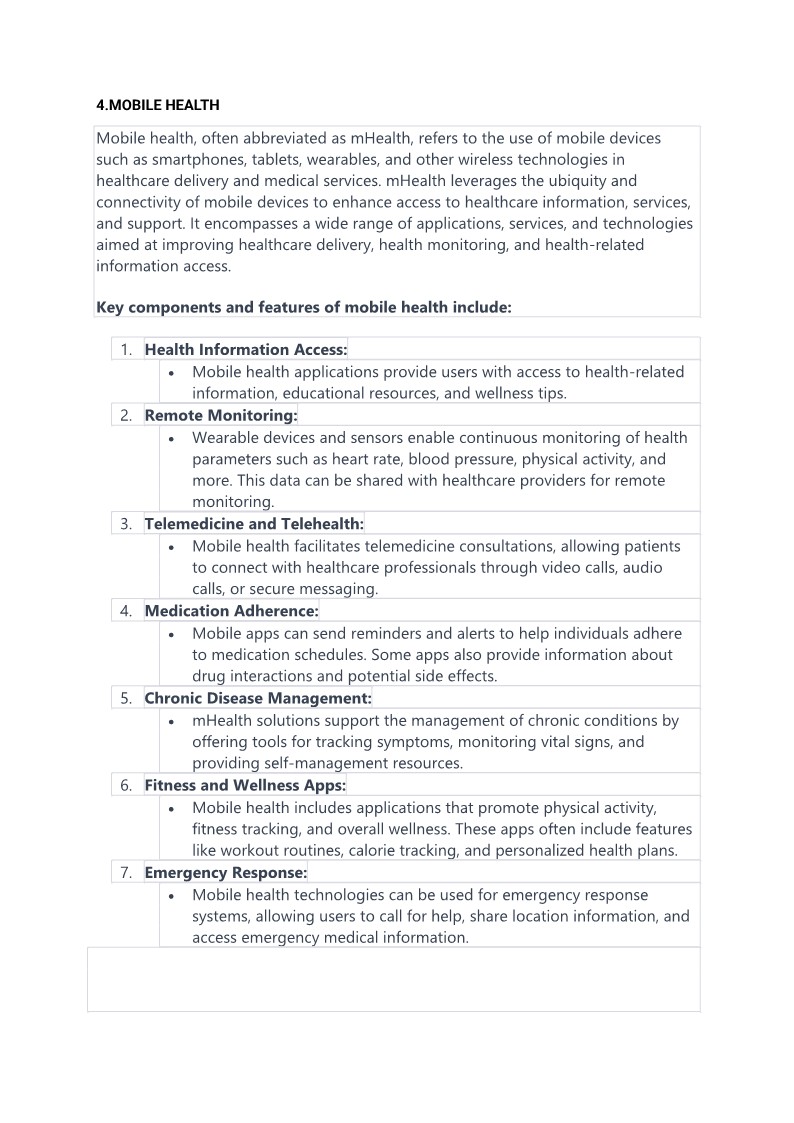 4.MOBILE HEALTH
Mobile health, often abbreviated as mHealth, refers to the use of mobile devices
such as smartphones, tablets, wearables, and other wireless technologies in
healthcare delivery and medical services. mHealth leverages the ubiquity and
connectivity of mobile devices to enhance access to healthcare information, services,
and support. It encompasses a wide range of applications, services, and technologies
aimed at improving healthcare delivery, health monitoring, and health-related
information access.
Key components and features of mobile health include:
1. Health Information Access:
• Mobile health applications provide users with access to health-related
information, educational resources, and wellness tips.
2. Remote Monitoring:
• Wearable devices and sensors enable continuous monitoring of health
parameters such as heart rate, blood pressure, physical activity, and
more. This data can be shared with healthcare providers for remote
monitoring.
3. Telemedicine and Telehealth:
• Mobile health facilitates telemedicine consultations, allowing patients
to connect with healthcare professionals through video calls, audio
calls, or secure messaging.
4. Medication Adherence:
• Mobile apps can send reminders and alerts to help individuals adhere
to medication schedules. Some apps also provide information about
drug interactions and potential side effects.
5. Chronic Disease Management:
• mHealth solutions support the management of chronic conditions by
offering tools for tracking symptoms, monitoring vital signs, and
providing self-management resources.
6. Fitness and Wellness Apps:
• Mobile health includes applications that promote physical activity,
fitness tracking, and overall wellness. These apps often include features
like workout routines, calorie tracking, and personalized health plans.
7. Emergency Response:
• Mobile health technologies can be used for emergency response
systems, allowing users to call for help, share location information, and
access emergency medical information.